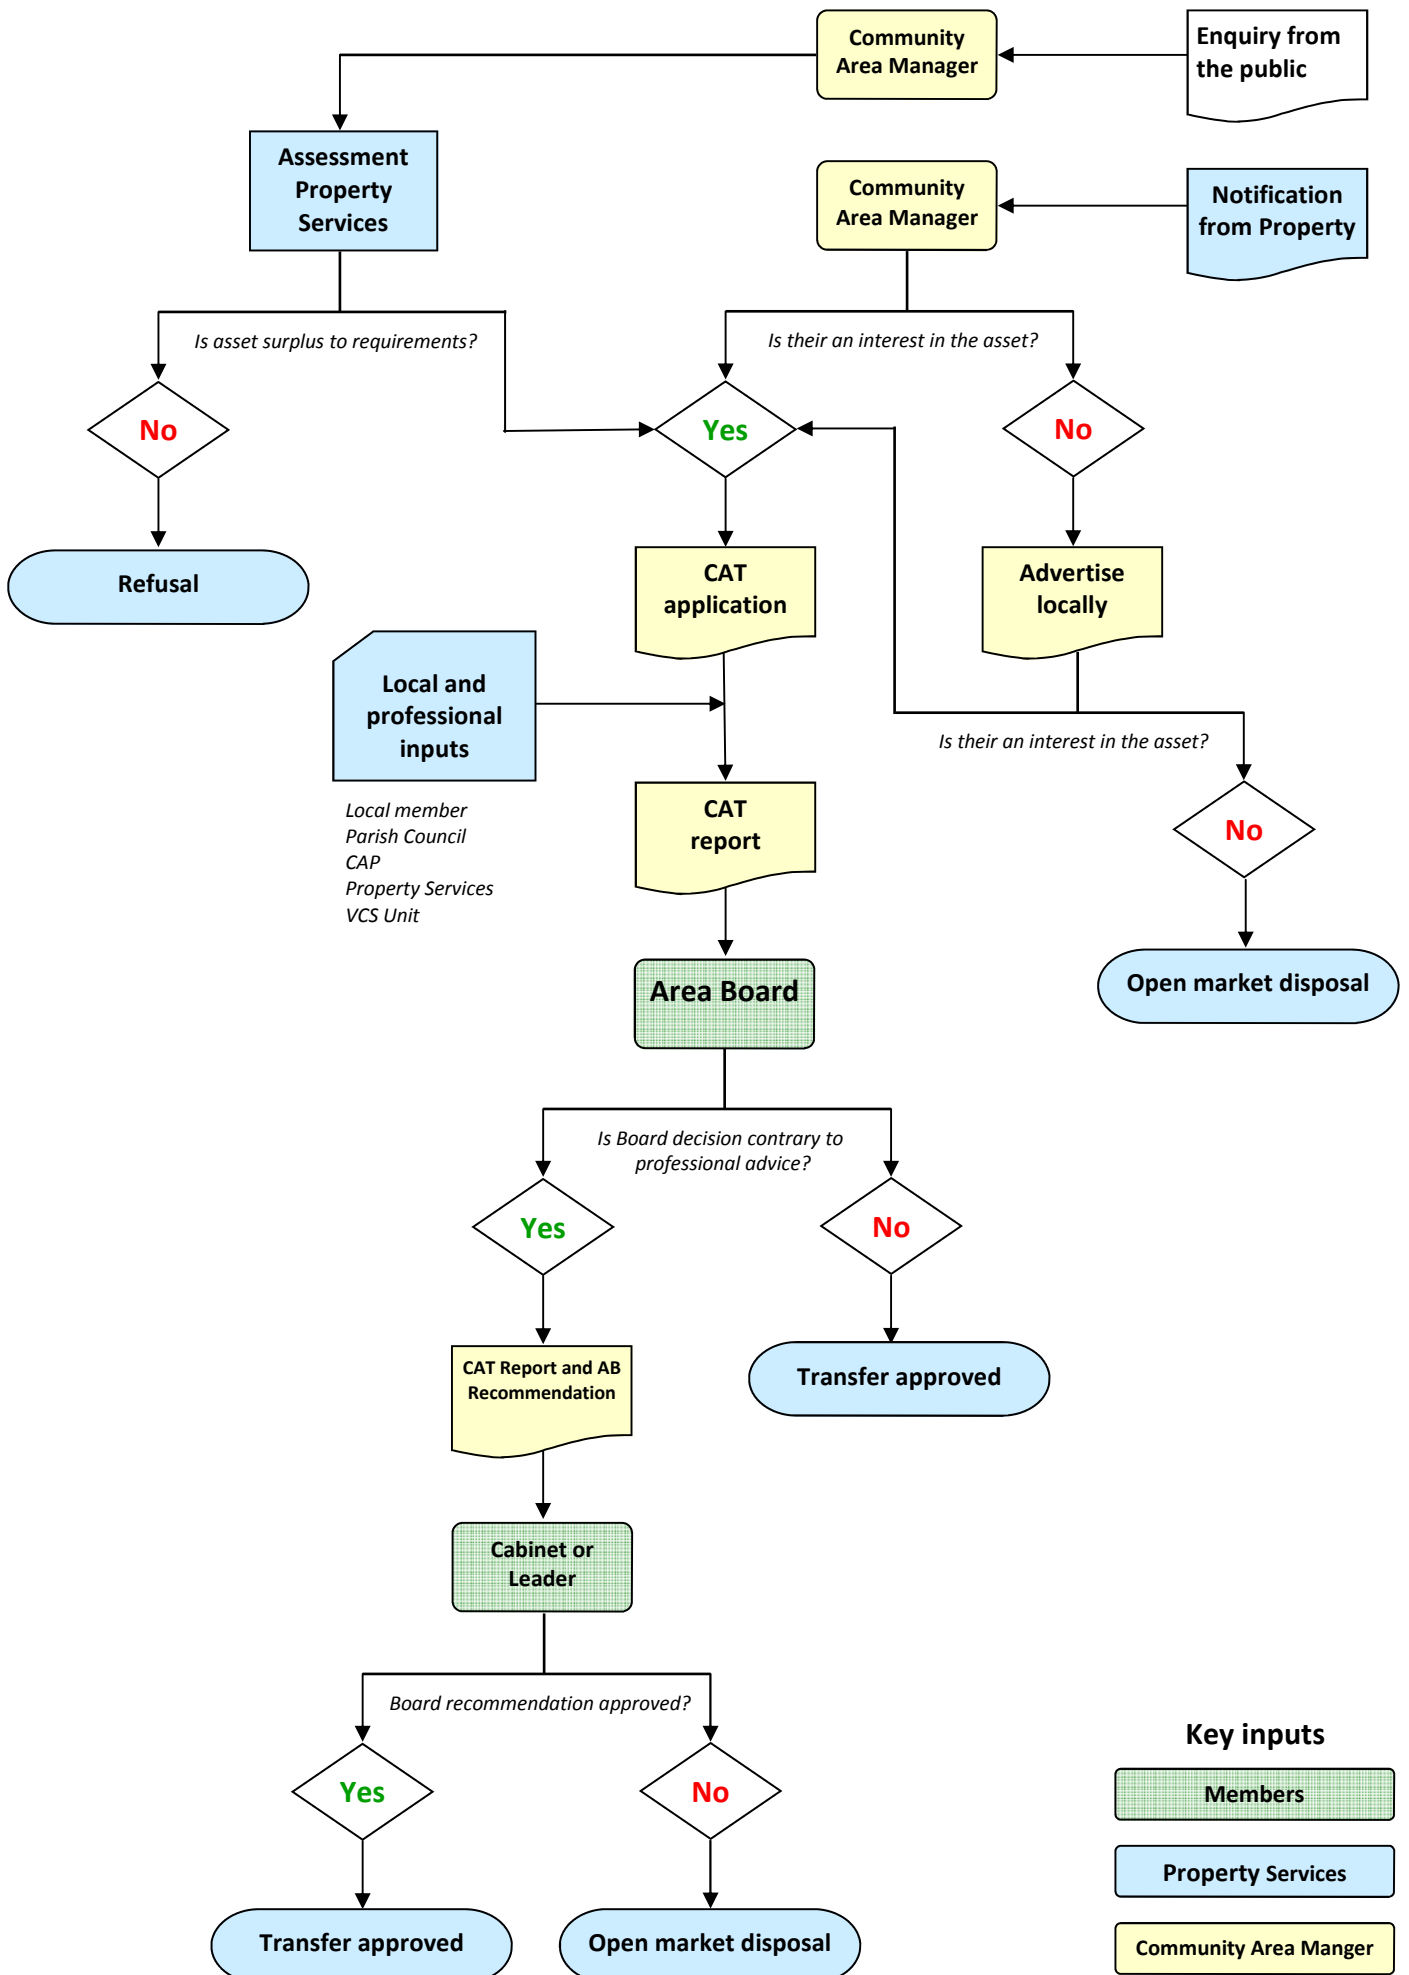 Community
Area Manager
Enquiry from
the public
Assessment
Property
Services
Community
Area Manager
Notification
from Property
Is asset surplus to requirements?
Is their an interest in the asset?
No
Yes
No
Refusal
CAT
application
Advertise
locally
Local and
professional
inputs
Is their an interest in the asset?
Local member
Parish Council
CAP
Property Services
VCS Unit
CAT
report
No
Area Board
Open market disposal
Is Board decision contrary to
professional advice?
Yes
No
CAT Report and AB
Recommendation
Transfer approved
Cabinet or
Leader
Board recommendation approved?
Yes
No
Transfer approved
Open market disposal
Key inputs
Members
Property Services
Community Area Manger